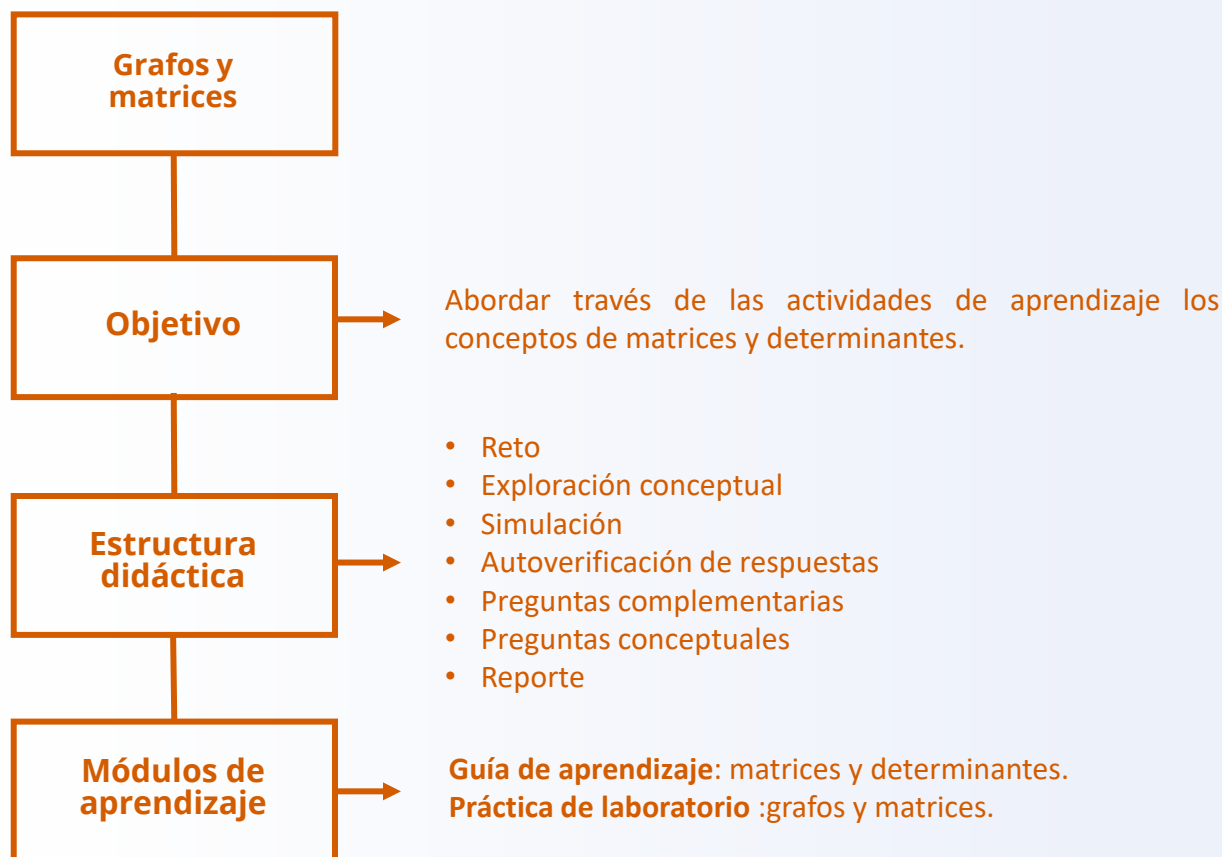 Grafos y
matrices
Objetivo
Abordar través de las actividades de aprendizaje los
conceptos de matrices y determinantes.
Estructura
didáctica
• Reto
• Exploración conceptual
• Simulación
• Autoverificación de respuestas
• Preguntas complementarias
• Preguntas conceptuales
• Reporte
Módulos de
aprendizaje
Guía de aprendizaje: matrices y determinantes.
Práctica de laboratorio :grafos y matrices.